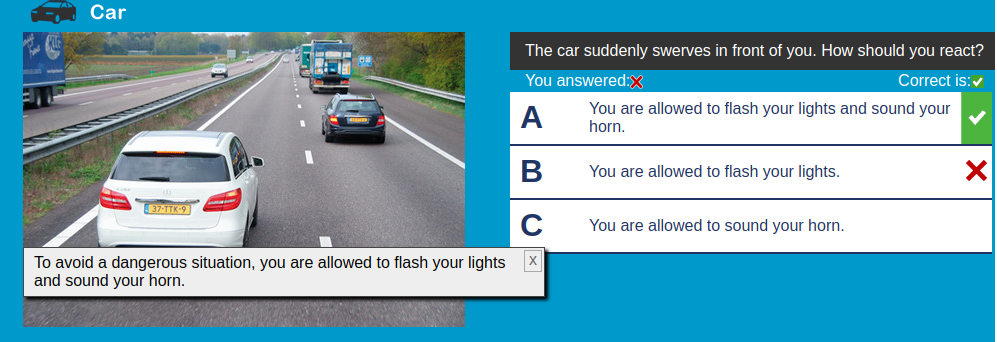 Car
The car suddenly swerves in front of you. How should you react?
You answered:
Correct is:
A
You are allowed to flash your lights and sound your
horn.
B
You are allowed to flash your lights.
C
You are allowed to sound your horn.
37-TTK-9
To avoid a dangerous situation, you are allowed to flash your lights
and sound your horn.
X